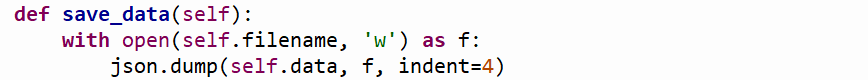 def save_data(self):
    with open(self.filename, 'w') as f:
        json.dump(self.data, f, indent=4)